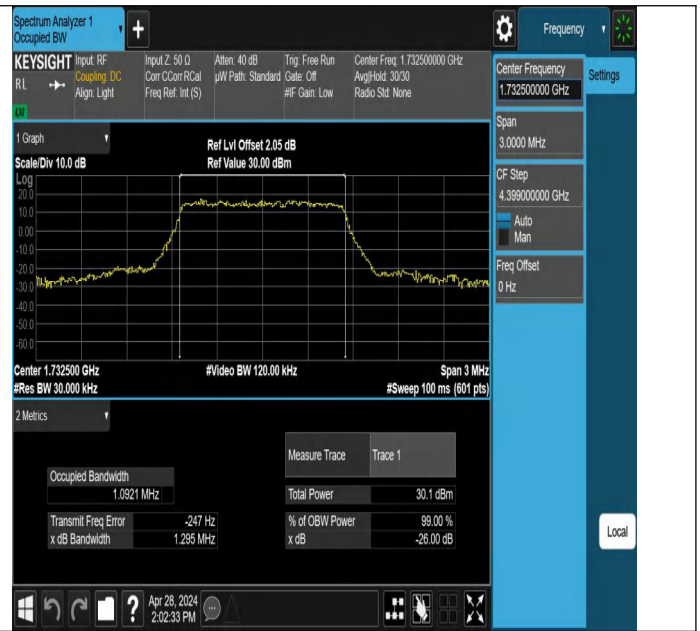 Spectrum Analyzer 1
Occupied BW
+
Frequency
KEYSIGHT
RL
Input: RF
Coupling: DC
Align: Light
Input Z: 50 Ω
Corr CCorr RCal
Freq Ref: Int (S)
Atten: 40 dB
µW Path: Standard
Trig: Free Run
Gate: Off
#IF Gain: Low
Center Freq: 1.732500000 GHz
Avg|Hold: 30/30
Radio Std: None
Center Frequency
1.732500000 GHz
Settings
Span
3.0000 MHz
CF Step
4.399000000 GHz
Auto
Man
Freq Offset
0 Hz
1 Graph
Scale/Div 10.0 dB
Ref Lvl Offset 2.05 dB
Ref Value 30.00 dBm
Log
20.0
10.0
0.00
-10.0
-20.0
-30.0
-40.0
-50.0
-60.0
Center 1.732500 GHz
#Res BW 30.000 kHz
#Video BW 120.00 kHz
Span 3 MHz
#Sweep 100 ms (601 pts)
2 Metrics
Measure Trace Trace 1
Occupied Bandwidth
1.0921 MHz
Total Power 30.1 dBm
Transmit Freq Error -247 Hz
% of OBW Power 99.00 %
x dB Bandwidth 1.295 MHz
x dB -26.00 dB
Local
?
Apr 28, 2024
2:02:33 PM